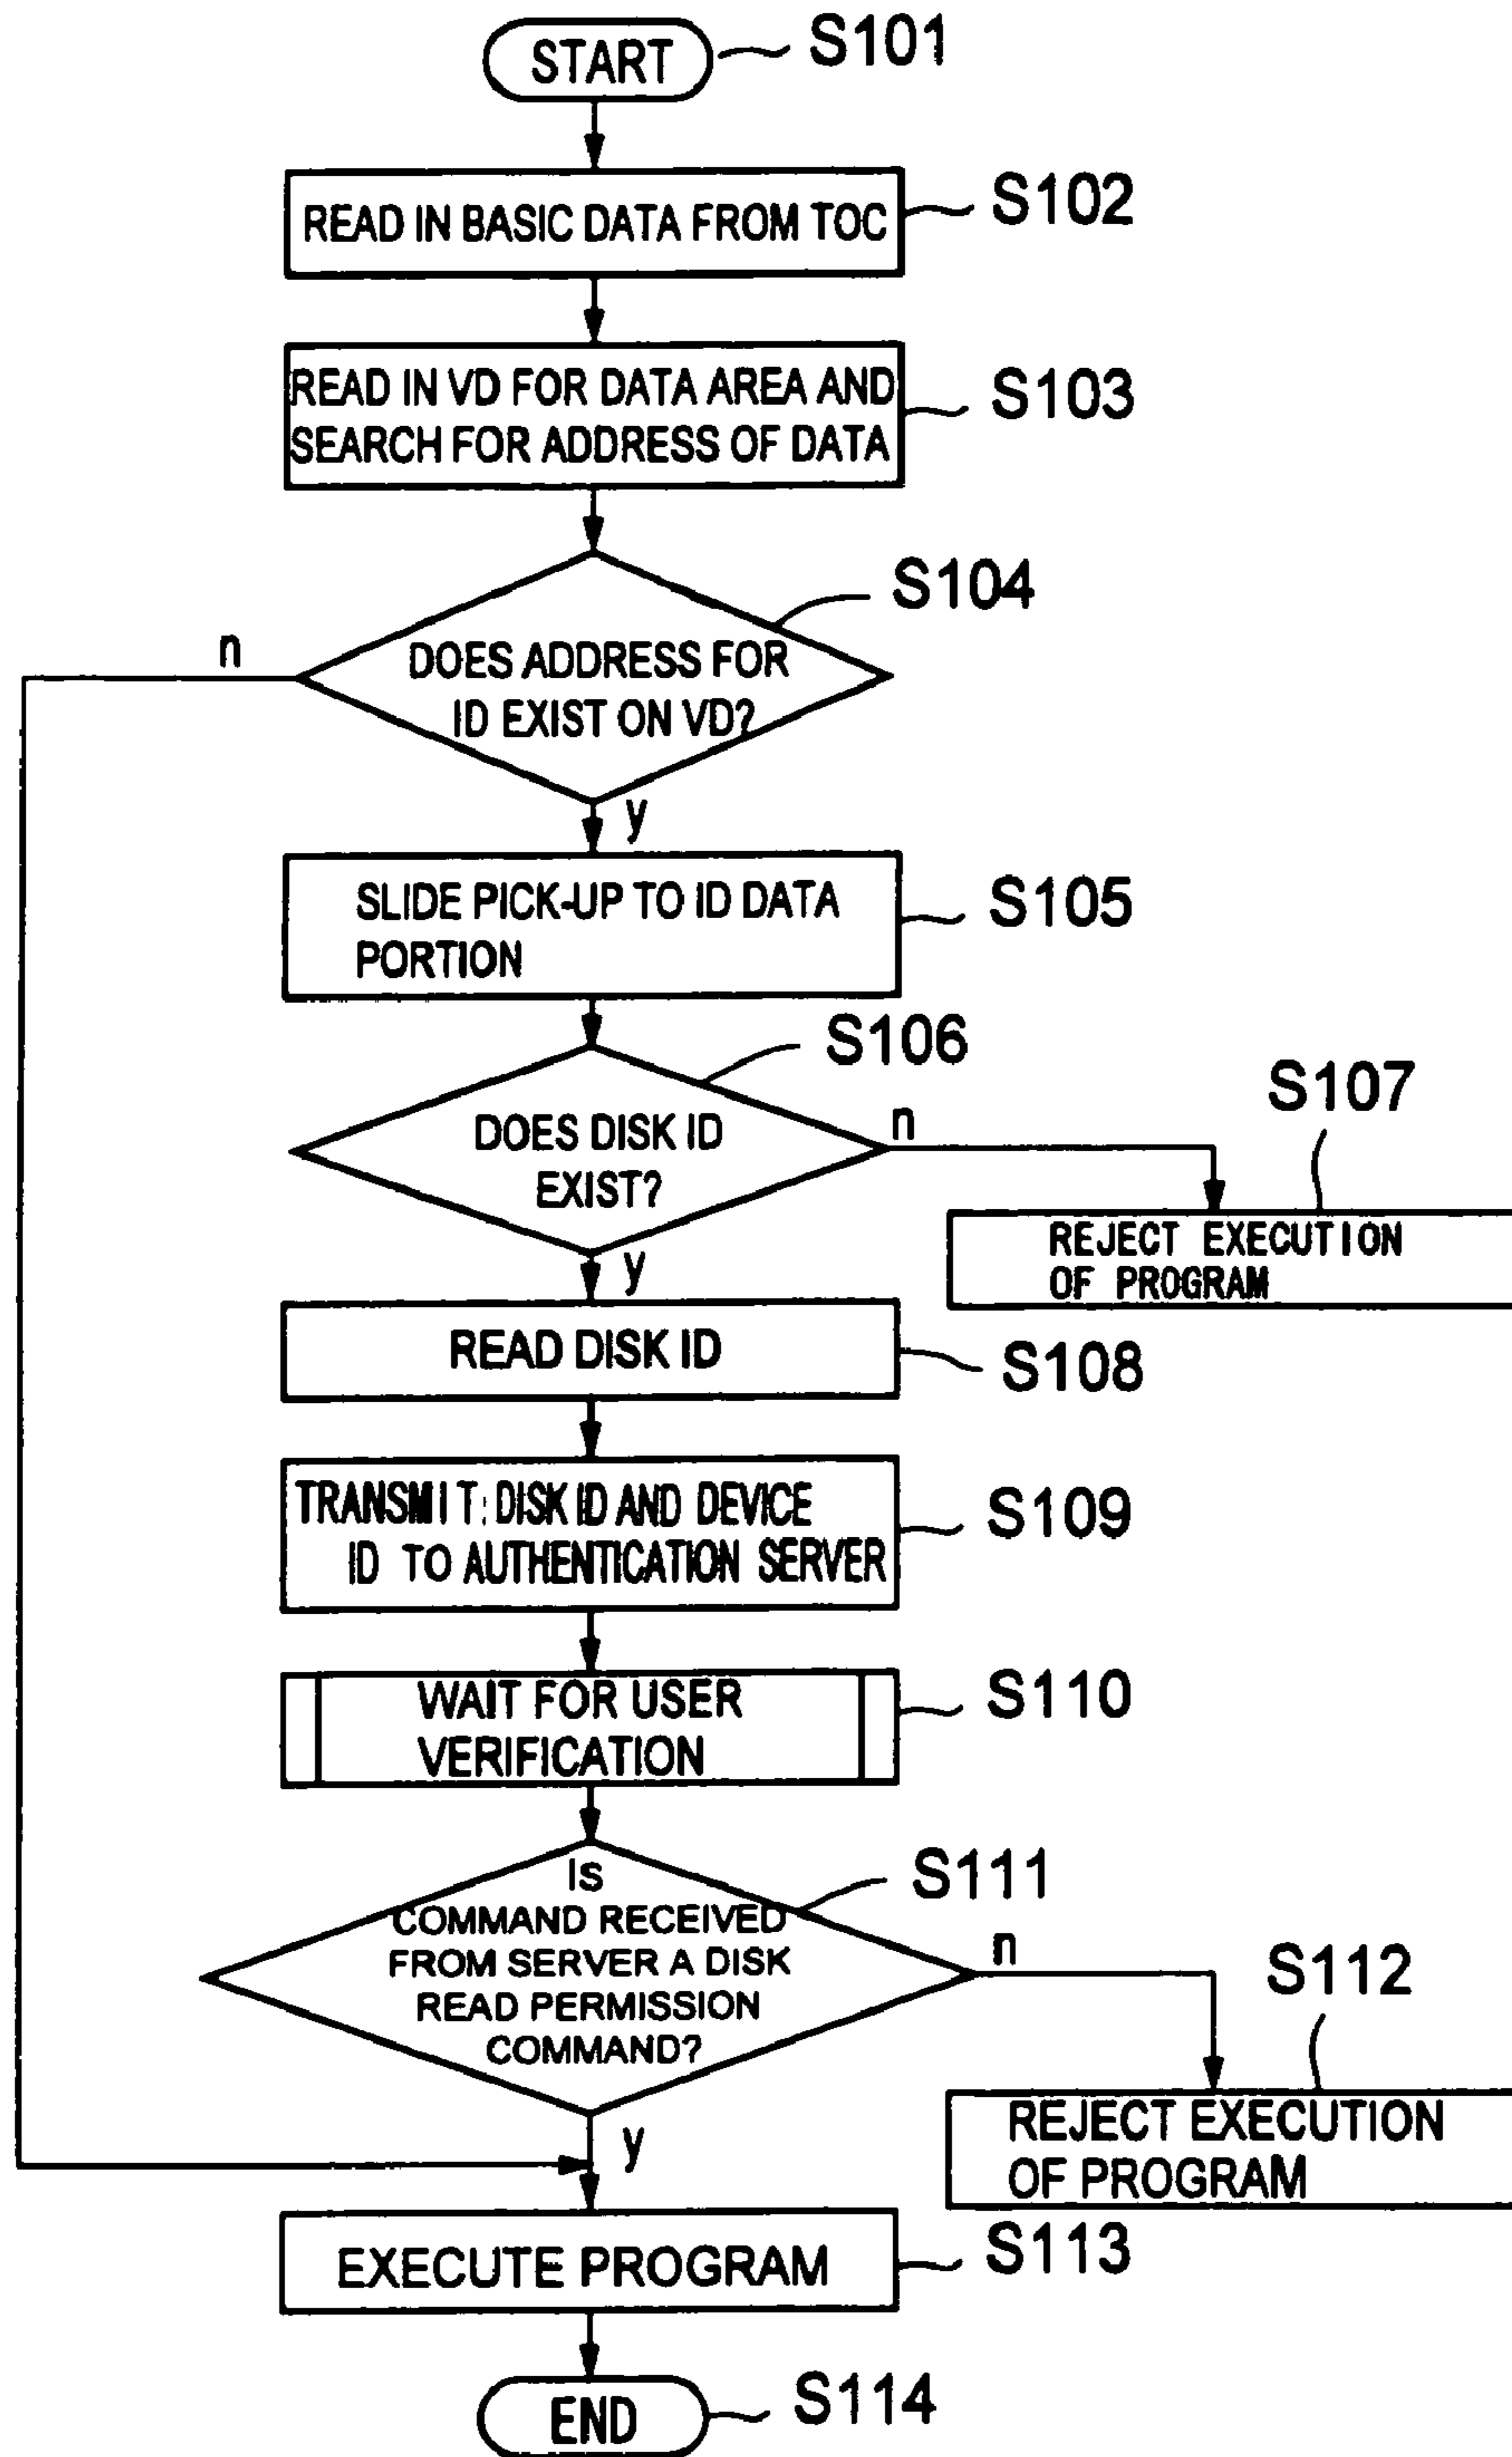 START
S101
READ IN BASIC DATA FROM TOC
S102
READ IN VD FOR DATA AREA AND
SEARCH FOR ADDRESS OF DATA
S103
S104
n
DOES ADDRESS FOR
ID EXIST ON VD?
y
SLIDE PICK-UP TO ID DATA
PORTION
S105
S106
DOES DISK ID
EXIST?
n
S107
REJECT EXECUTION
OF PROGRAM
y
READ DISK ID
S108
TRANSMIT DISK ID AND DEVICE
ID TO AUTHENTICATION SERVER
S109
WAIT FOR USER
VERIFICATION
S110
Is
COMMAND RECEIVED
FROM SERVER A DISK
READ PERMISSION
COMMAND?
S111
n
S112
REJECT EXECUTION
OF PROGRAM
y
EXECUTE PROGRAM
S113
END
S114